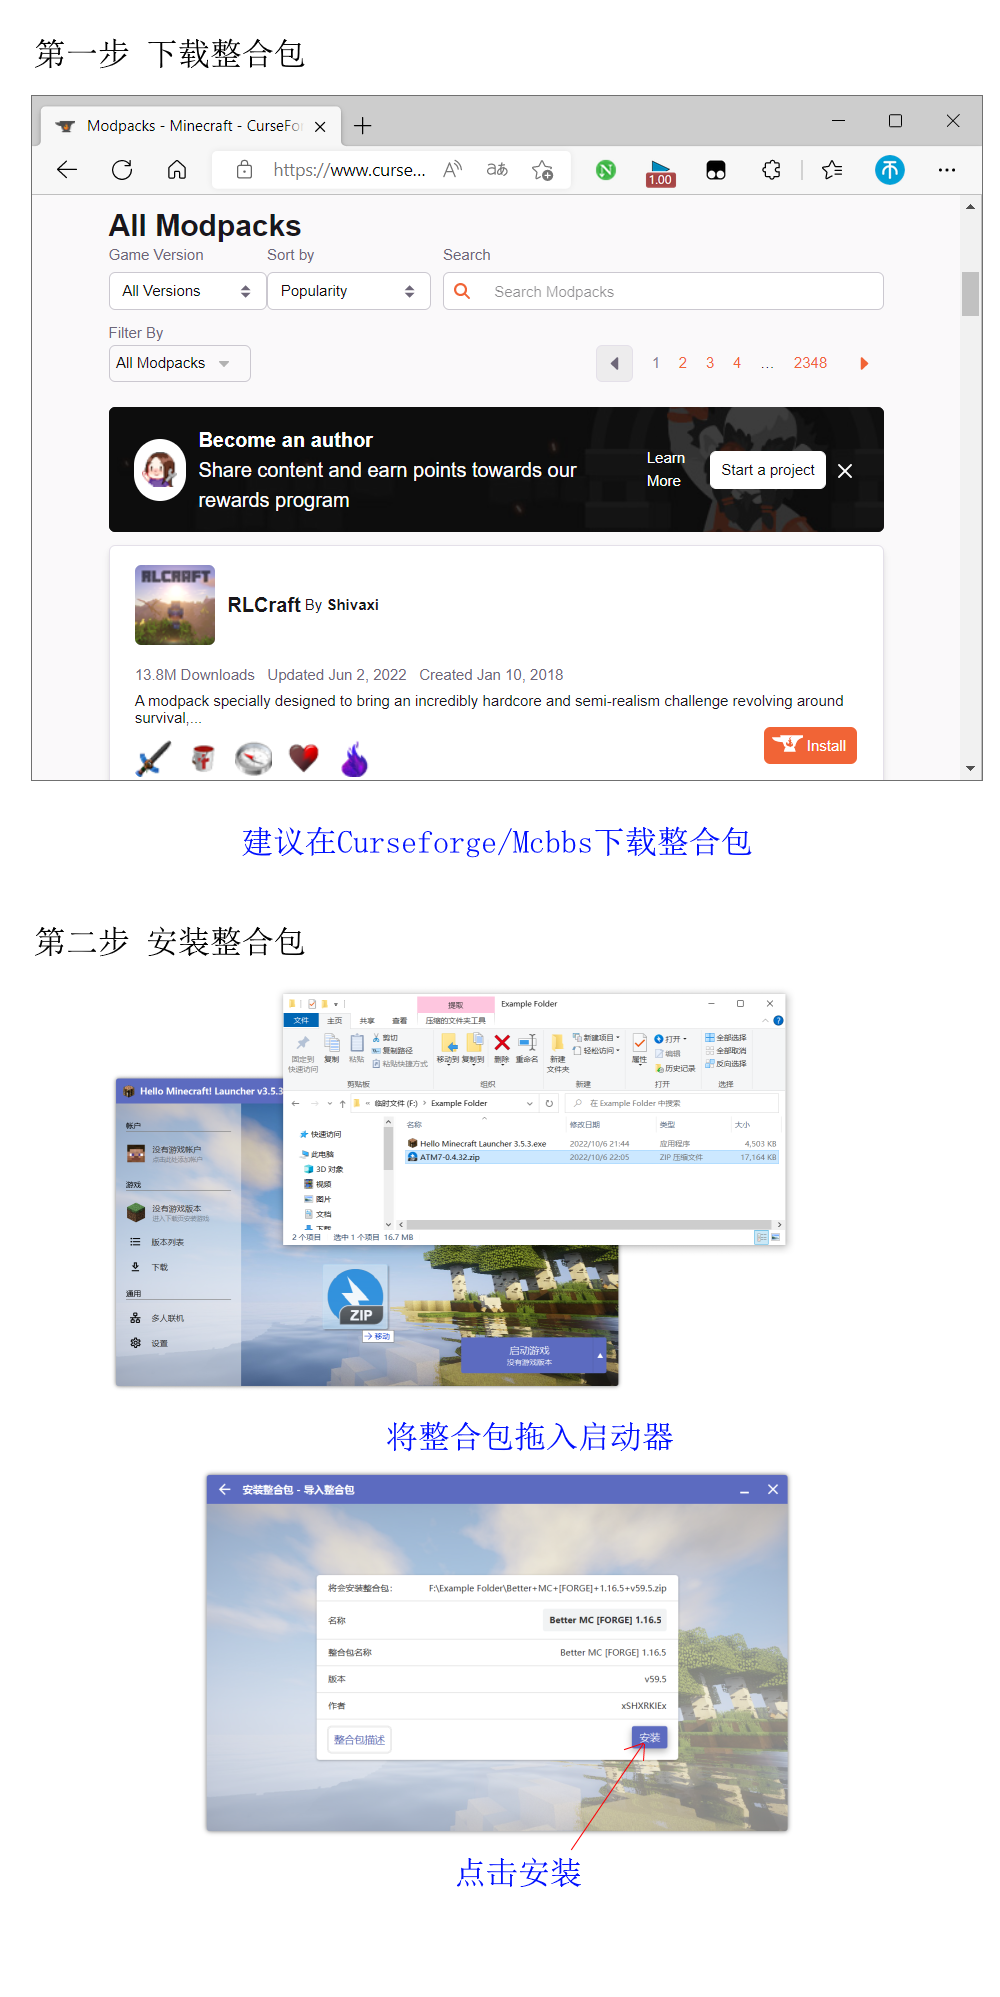 第一步 下载整合包
Modpacks - Minecraft - CurseFor
https://www.curse...
1.00
All Modpacks
Game Version Sort by Search
All Versions Popularity Search Modpacks
Filter By
All Modpacks 1 2 3 4 ... 2348
Become an author
Share content and earn points towards our
rewards program
Learn
More
Start a project
RLCRAFT
RLCraft By Shivaxi
13.8M Downloads Updated Jun 2, 2022 Created Jan 10, 2018
A modpack specially designed to bring an incredibly hardcore and semi-realism challenge revolving around
survival,...
Install
建议在Curseforge/Mcbbs下载整合包
第二步 安装整合包
提取 Example Folder
文件 主页 共享 查看 压缩的文件夹工具
固定到
快速访问
复制
粘贴
剪切
复制路径
粘贴快捷方式
剪贴板
移动到 复制到 删除 重命名
组织
新建
文件夹
新建项目
轻松访问
新建
属性
打开
编辑
历史记录
打开
全部选择
全部取消
反向选择
选择
« 临时文件 (F:) › Example Folder
在 Example Folder 中搜索
名称 修改日期 类型 大小
Hello Minecraft Launcher 3.5.3.exe 2022/10/6 21:44 应用程序 4,503 KB
ATM7-0.4.32.zip 2022/10/6 22:05 ZIP 压缩文件 17,164 KB
快速访问
此电脑
3D 对象
视频
图片
文档
下载
2 个项目 选中 1 个项目 16.7 MB
Hello Minecraft! Launcher v3.5.3
帐户
没有游戏帐户
点击此处添加帐户
游戏
没有游戏版本
进入下载页安装游戏
版本列表
下载
通用
多人联机
设置
ZIP
移动
启动游戏
没有游戏版本
将整合包拖入启动器
安装整合包 - 导入整合包
将会安装整合包: F:\Example Folder\Better+MC+[FORGE]+1.16.5+v59.5.zip
名称 Better MC [FORGE] 1.16.5
整合包名称 Better MC [FORGE] 1.16.5
版本 v59.5
作者 xSHXRKIEx
整合包描述 安装
点击安装